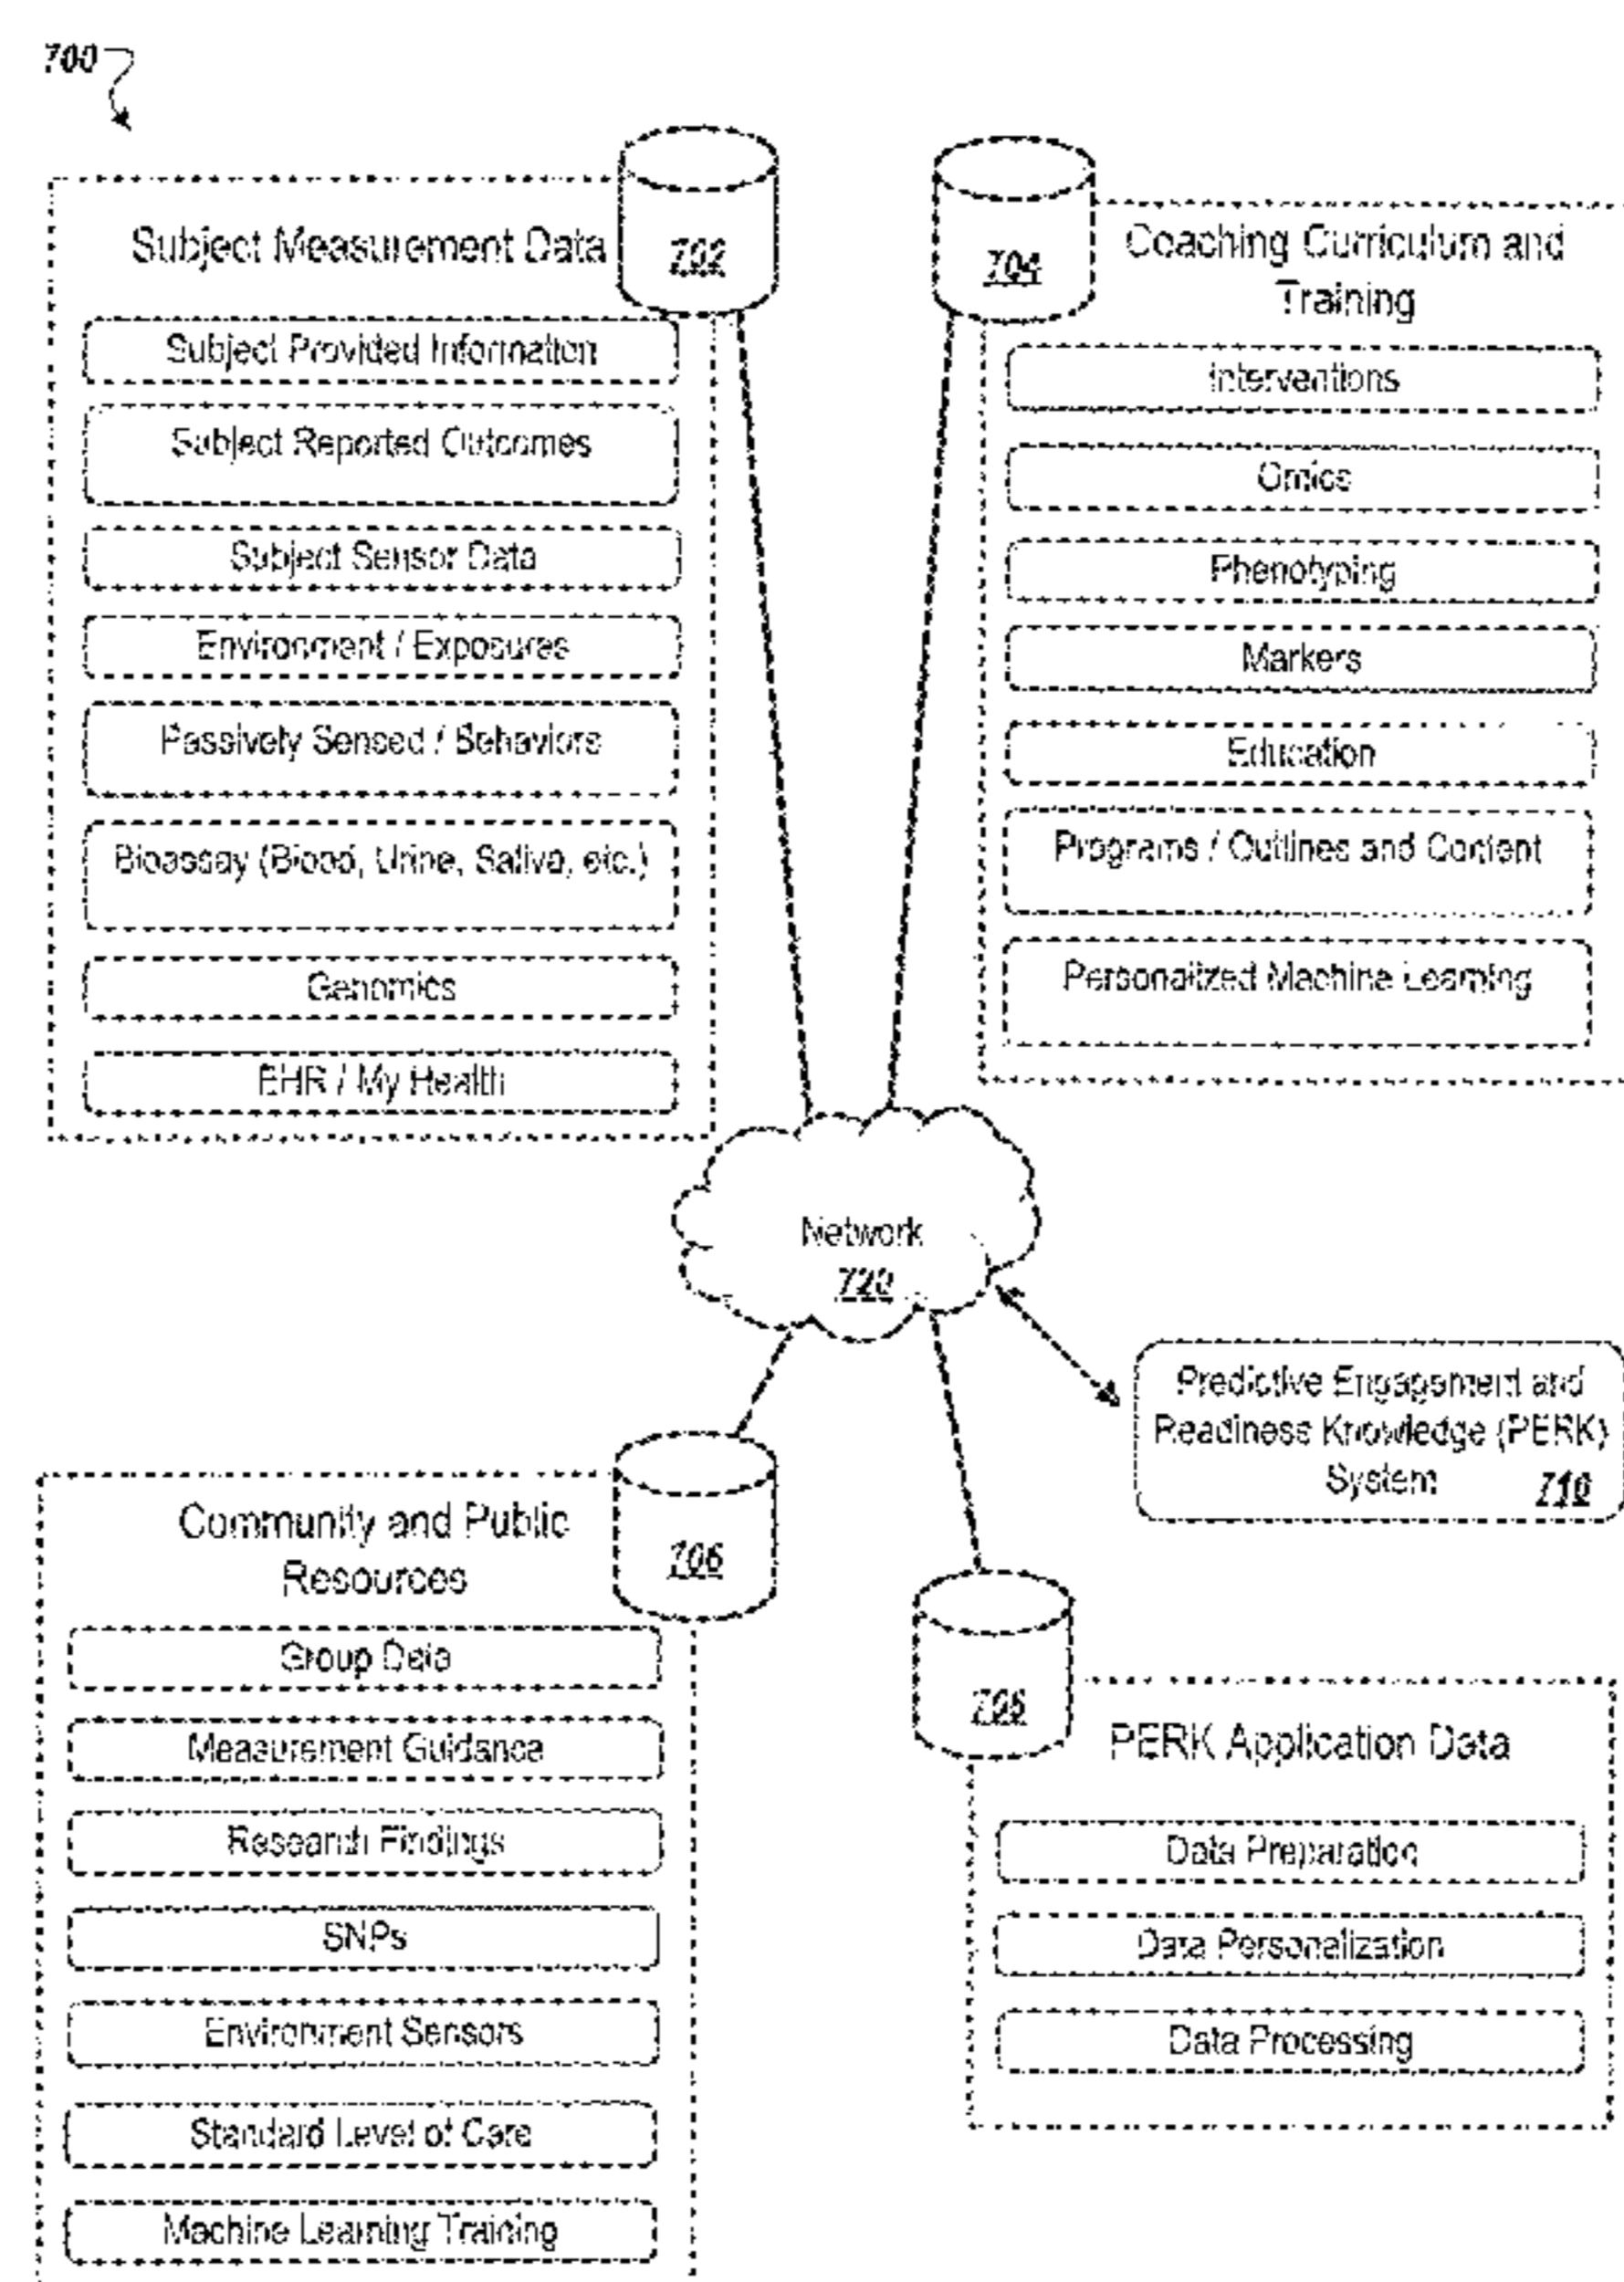 700
Subject Measurement Data
702
Subject Provided Information
Subject Reported Outcomes
Subject Sensor Data
Environment / Exposures
Passively Sensed / Behaviors
Bioassay (Blood, Urine, Saliva, etc.)
Genomics
EHR / My Health
704
Coaching Curriculum and
Training
Interventions
Omics
Phenotyping
Markers
Education
Programs / Outlines and Content
Personalized Machine Learning
Network
720
Predictive Engagement and
Readiness Knowledge (PERK)
System 710
Community and Public
Resources
706
Group Data
Measurement Guidance
Research Findings
SNPs
Environment Sensors
Standard Level of Care
Machine Learning Training
PERK Application Data
Data Preparation
Data Personalization
Data Processing